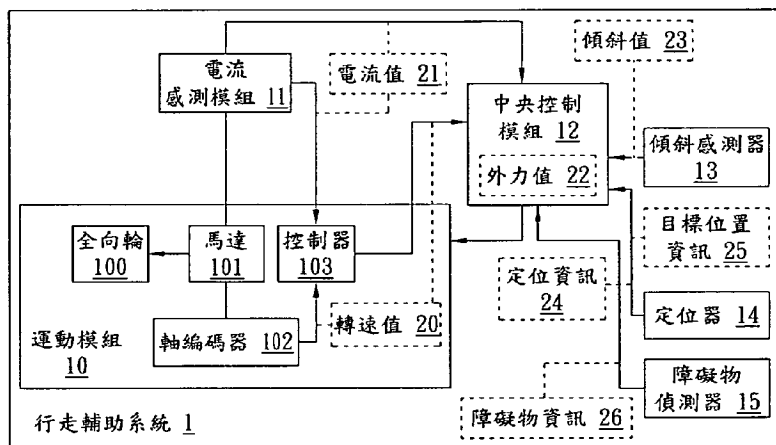 電流
感測模組 11
電流值 21
傾斜值 23
中央控制
模組 12
外力值 22
傾斜感測器
13
全向輪
100
馬達
101
控制器
103
目標位置
資訊 25
定位資訊
24
軸編碼器 102
轉速值 20
定位器 14
運動模組
10
障礙物
偵測器 15
行走輔助系統 1
障礙物資訊 26